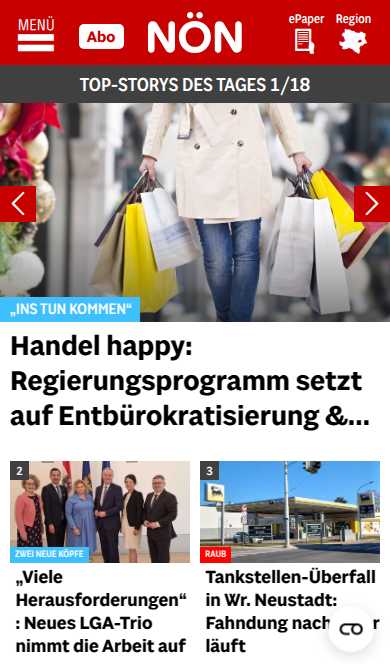 MENÜ
Abo
NÖN
ePaper
Region
TOP-STORYS DES TAGES 1/18
„INS TUN KOMMEN“
Handel happy:
Regierungsprogramm setzt
auf Entbürokratisierung &...
2
ZWEI NEUE KÖPFE
„Viele
Herausforderungen“
: Neues LGA-Trio
nimmt die Arbeit auf
3
RAUB
Tankstellen-Überfall
in Wr. Neustadt:
Fahndung nach
läuft